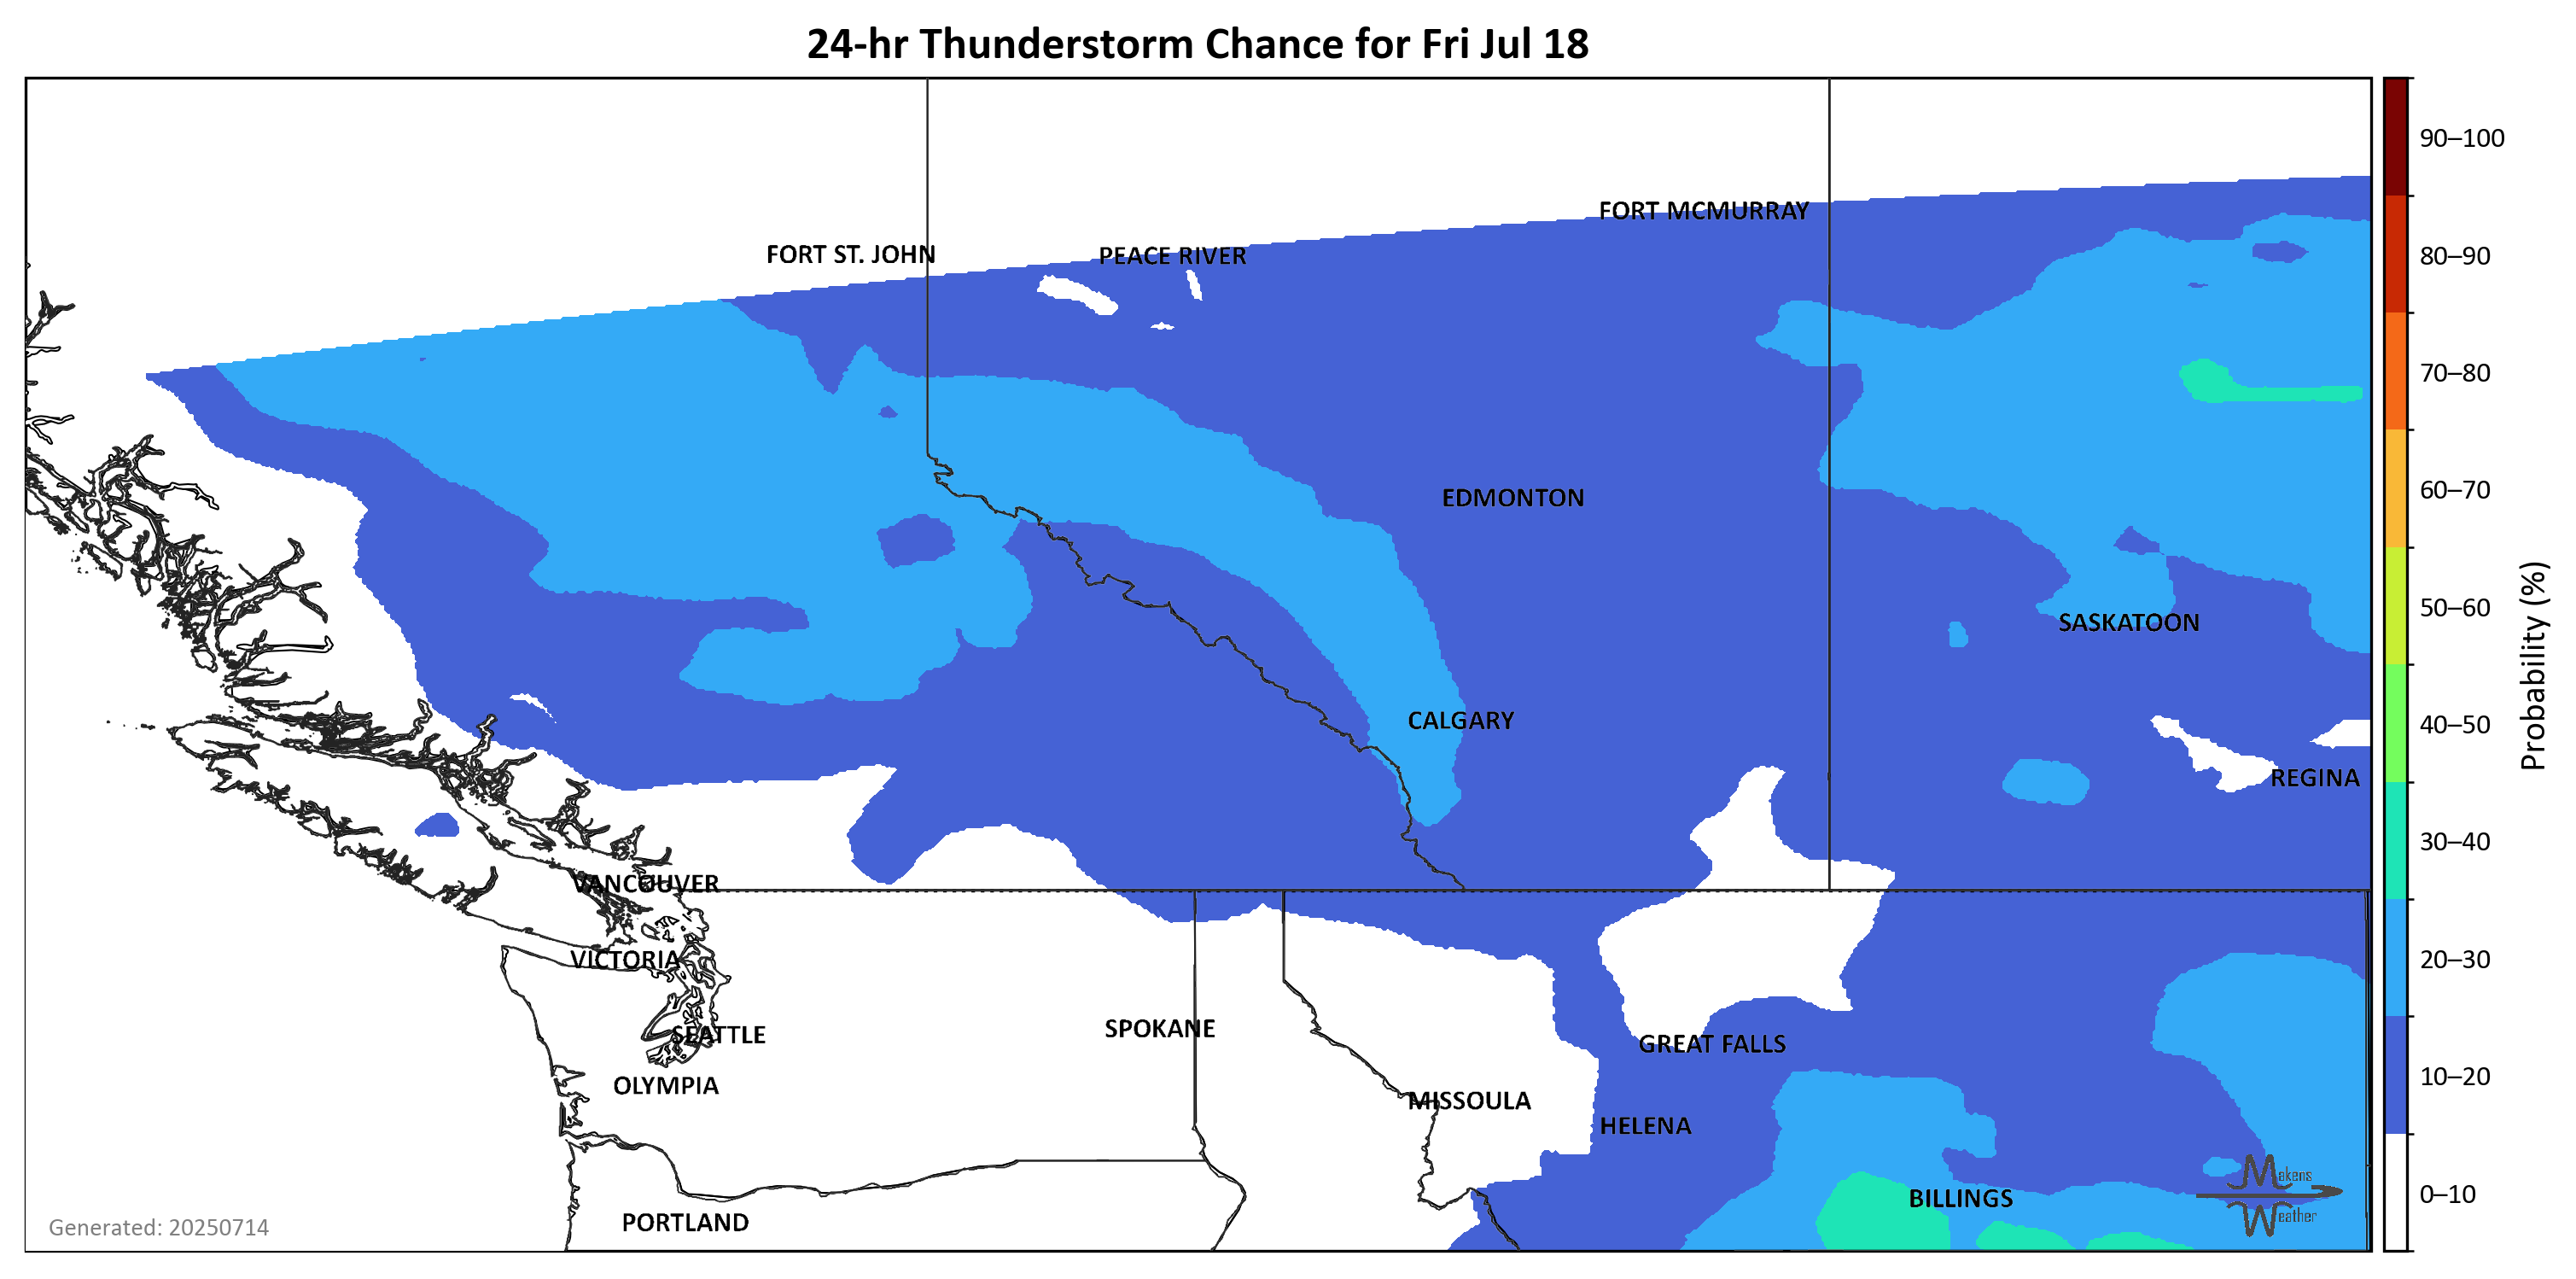 24-hr Thunderstorm Chance for Fri Jul 18
FORT MCMURRAY
FORT ST. JOHN
PEACE RIVER
EDMONTON
SASKATOON
CALGARY
REGINA
VANCOUVER
VICTORIA
SEATTLE
SPOKANE
GREAT FALLS
OLYMPIA
MISSOULA
HELENA
BILLINGS
PORTLAND
Makens
Weather
Generated: 20250714
90–100
80–90
70–80
60–70
50–60
40–50
30–40
20–30
10–20
0–10
Probability (%)